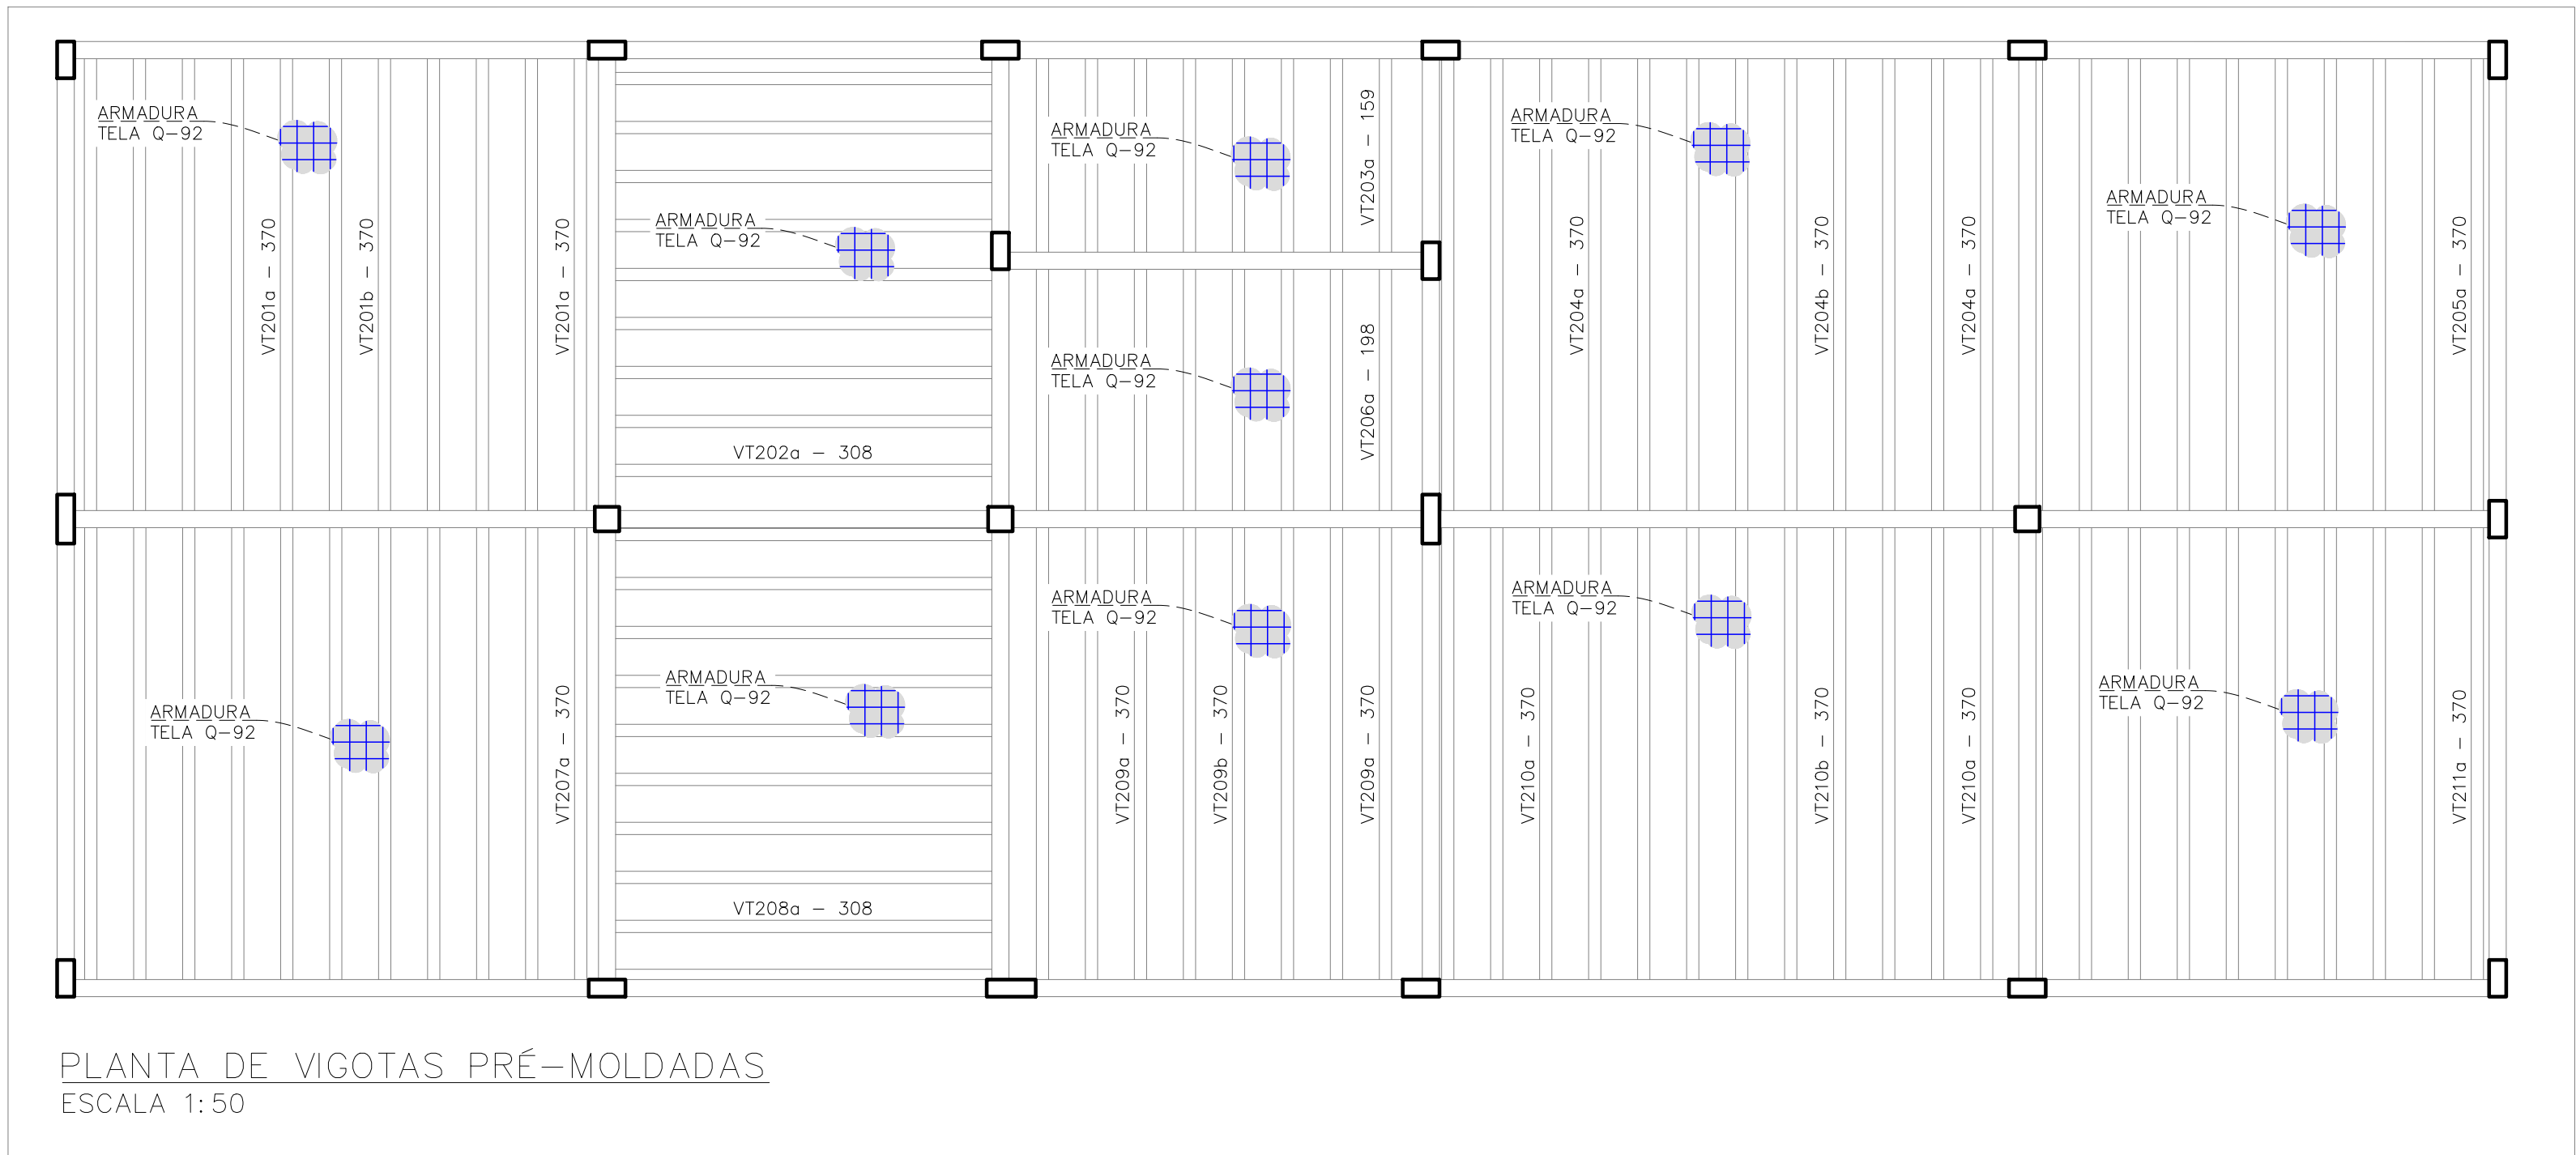 ARMADURA
TELA Q-92
VT201a - 370
VT201b - 370
VT201a - 370
ARMADURA
TELA Q-92
VT202a - 308
ARMADURA
TELA Q-92
VT203a - 159
ARMADURA
TELA Q-92
VT206a - 198
ARMADURA
TELA Q-92
VT204a - 370
VT204b - 370
VT204a - 370
ARMADURA
TELA Q-92
VT205a - 370
ARMADURA
TELA Q-92
VT207a - 370
ARMADURA
TELA Q-92
VT208a - 308
ARMADURA
TELA Q-92
VT209a - 370
VT209b - 370
VT209a - 370
ARMADURA
TELA Q-92
VT210a - 370
VT210b - 370
VT210a - 370
ARMADURA
TELA Q-92
VT211a - 370
PLANTA DE VIGOTAS PRÉ-MOLDADAS
ESCALA 1:50